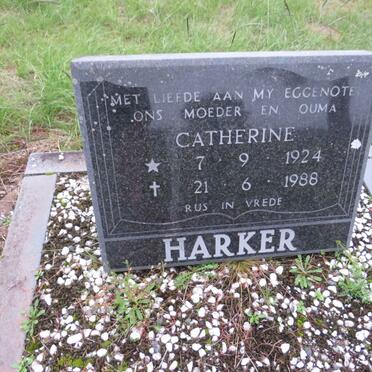 MET LIEFDE AAN MY EGGENOTE
ONS MOEDER EN OUMA
CATHERINE
7 9 1924
21 6 1988
RUS IN VREDE
HARKER